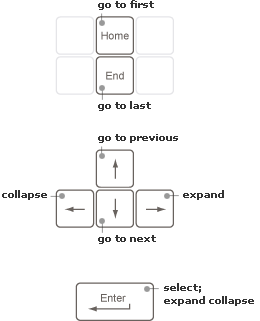 go to first
Home
End
go to last
go to previous
collapse
expand
go to next
Enter
select;
expand collapse